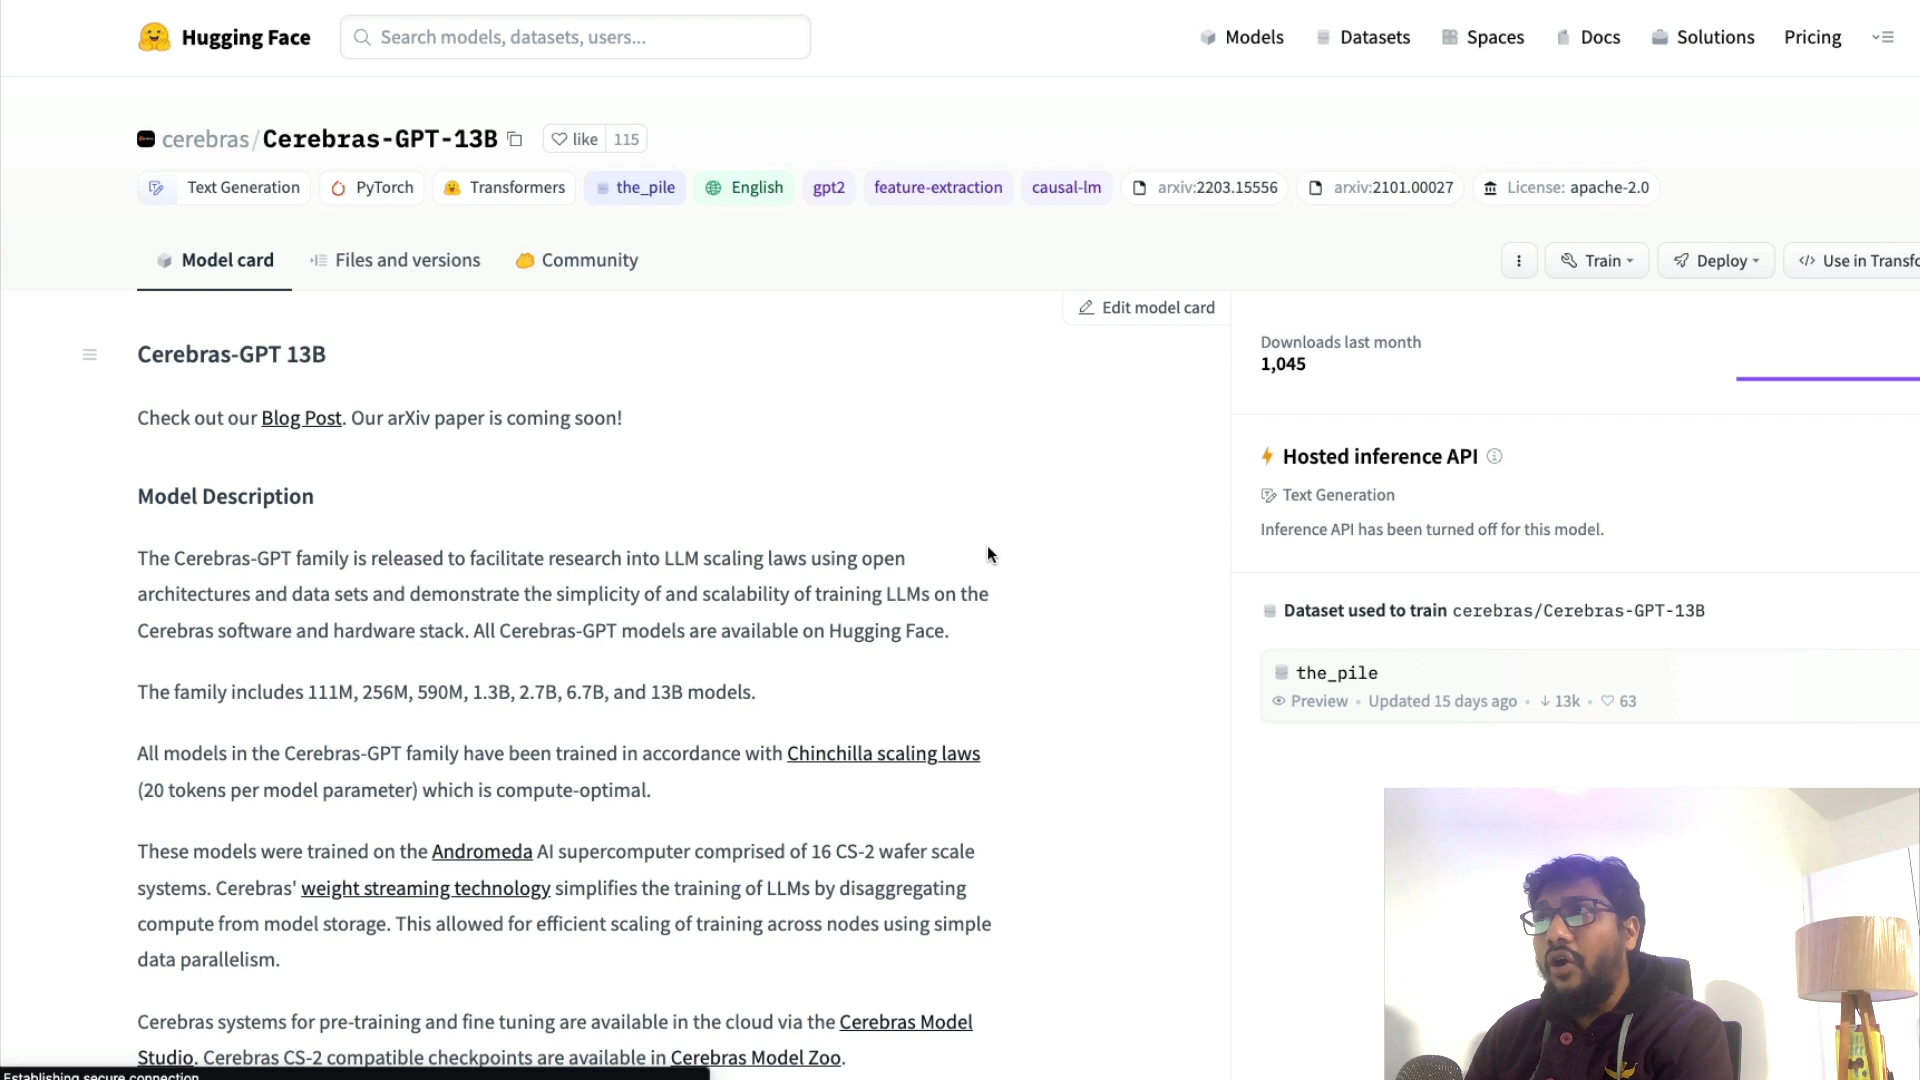 Hugging Face
Search models, datasets, users...
Models
Datasets
Spaces
Docs
Solutions
Pricing
cerebras/Cerebras-GPT-13B
like 115
Text Generation
PyTorch
Transformers
the_pile
English
gpt2
feature-extraction
causal-lm
arxiv:2203.15556
arxiv:2101.00027
License: apache-2.0
Model card
Files and versions
Community
Train
Deploy
</> Use in Transfo
Edit model card
Cerebras-GPT 13B
Check out our Blog Post. Our arXiv paper is coming soon!
Model Description
The Cerebras-GPT family is released to facilitate research into LLM scaling laws using open
architectures and data sets and demonstrate the simplicity of and scalability of training LLMs on the
Cerebras software and hardware stack. All Cerebras-GPT models are available on Hugging Face.
The family includes 111M, 256M, 590M, 1.3B, 2.7B, 6.7B, and 13B models.
All models in the Cerebras-GPT family have been trained in accordance with Chinchilla scaling laws
(20 tokens per model parameter) which is compute-optimal.
These models were trained on the Andromeda AI supercomputer comprised of 16 CS-2 wafer scale
systems. Cerebras' weight streaming technology simplifies the training of LLMs by disaggregating
compute from model storage. This allowed for efficient scaling of training across nodes using simple
data parallelism.
Cerebras systems for pre-training and fine tuning are available in the cloud via the Cerebras Model
Studio. Cerebras CS-2 compatible checkpoints are available in Cerebras Model Zoo.
Establishing secure connection
Downloads last month
1,045
Hosted inference API
Text Generation
Inference API has been turned off for this model.
Dataset used to train cerebras/Cerebras-GPT-13B
the_pile
Preview • Updated 15 days ago • ↓ 13k • ♡ 63